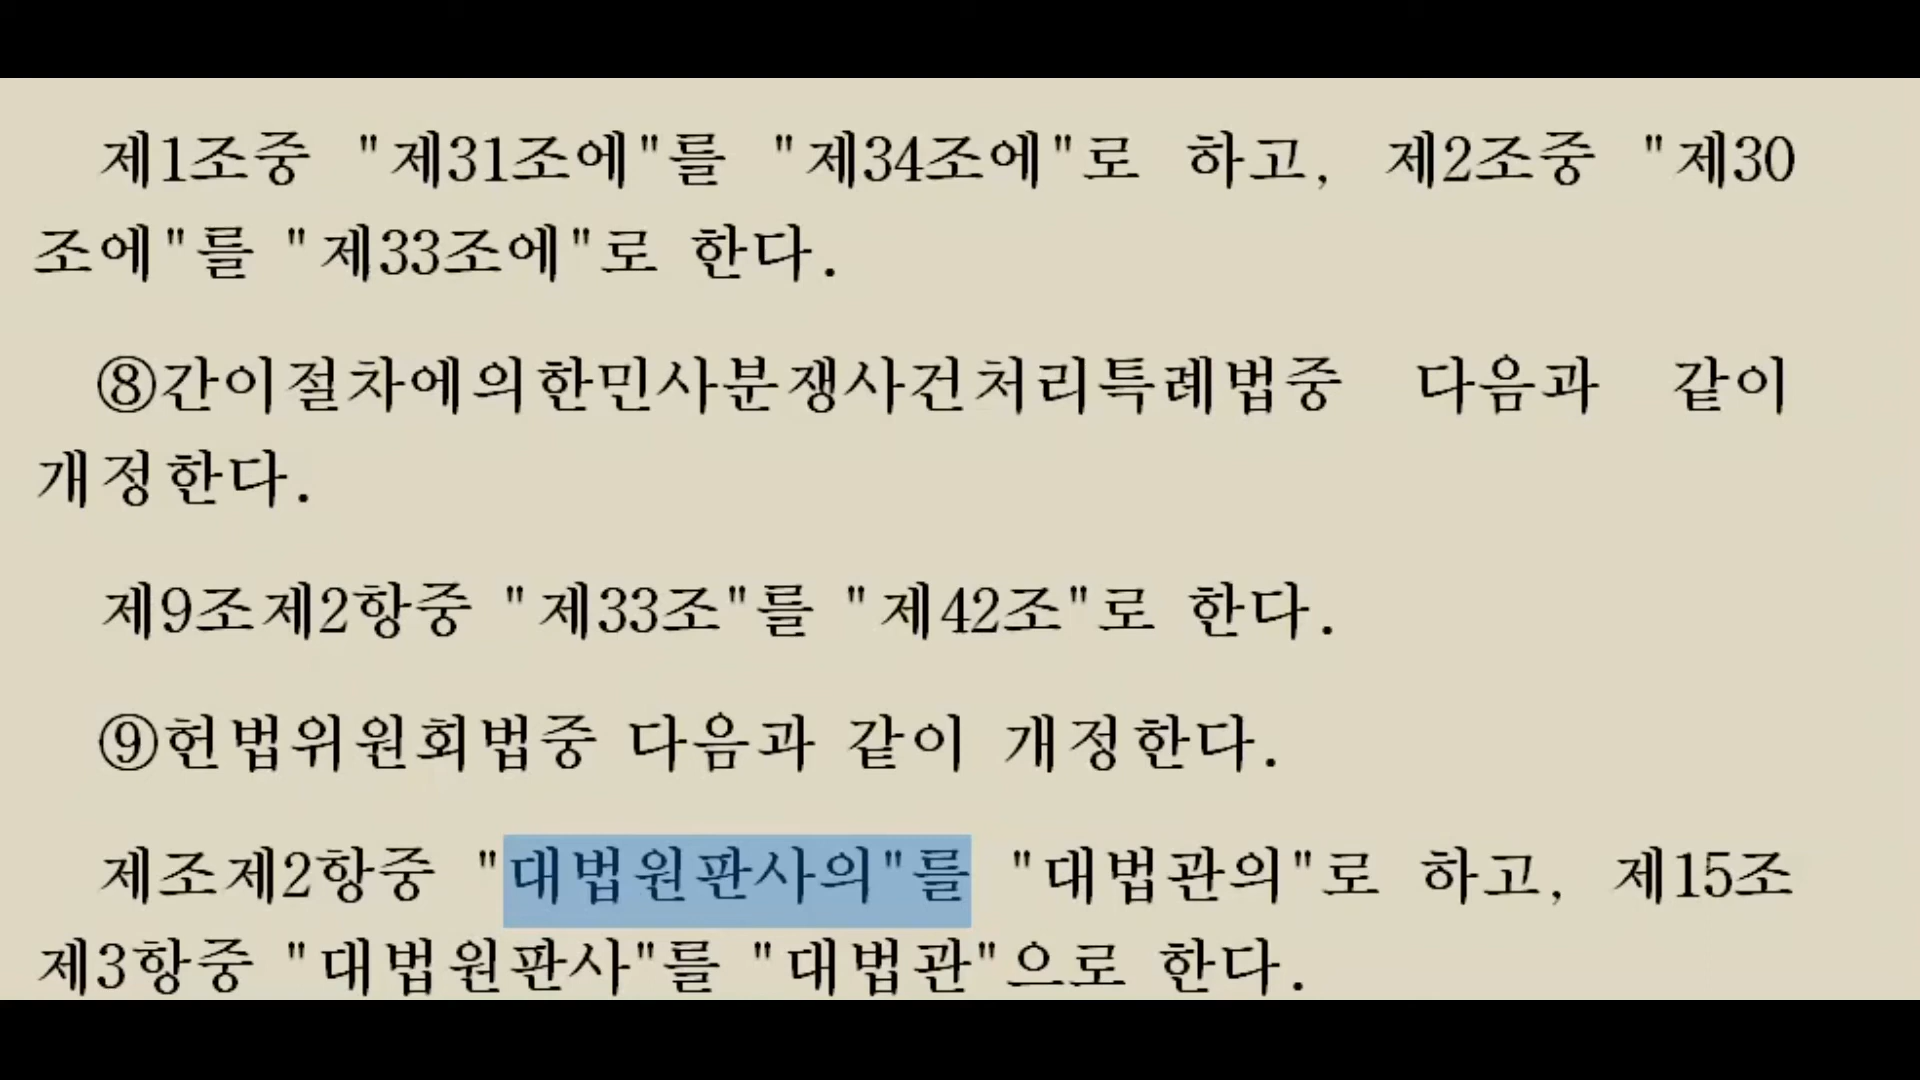 제1조중 "제31조에"를 "제34조에"로 하고, 제2조중 "제30
조에"를 "제33조에"로 한다.
⑧간이절차에의한민사분쟁사건처리특례법중 다음과 같이
개정한다.
제9조제2항중 "제33조"를 "제42조"로 한다.
⑨헌법위원회법중 다음과 같이 개정한다.
제조제2항중 "대법원판사의"를 "대법관의"로 하고, 제15조
제3항중 "대법원판사"를 "대법관"으로 한다.